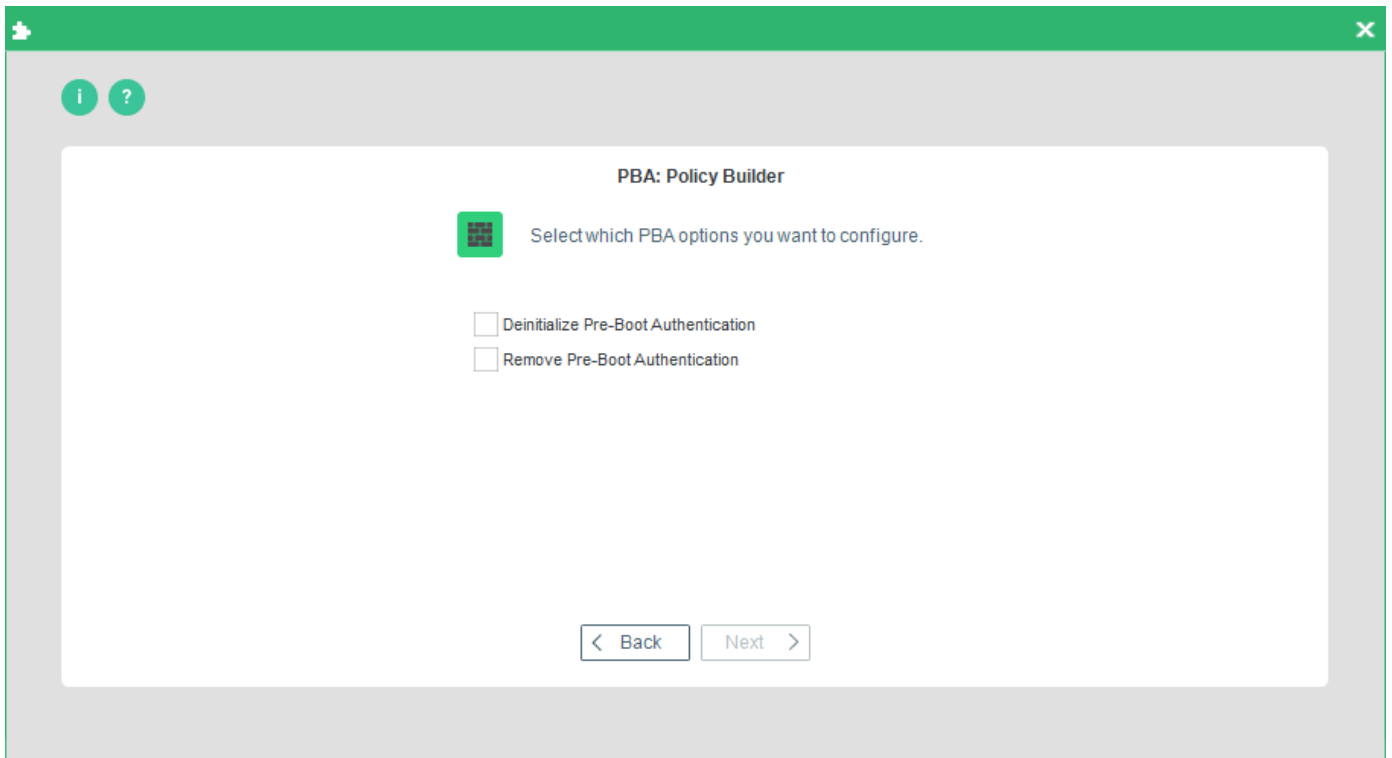 i ?
PBA: Policy Builder
Select which PBA options you want to configure.
Deinitialize Pre-Boot Authentication
Remove Pre-Boot Authentication
Back Next